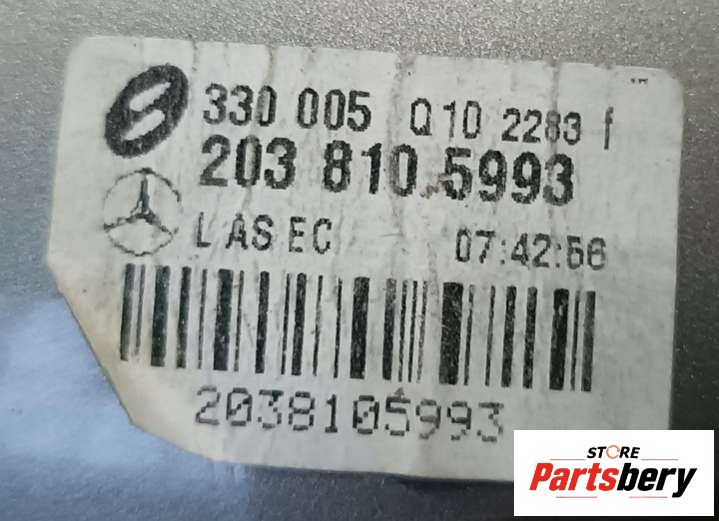 330 005 Q10 2283 f
203 810 5993
L AS EC 07:42:56
2038105993
STORE
Partsbery